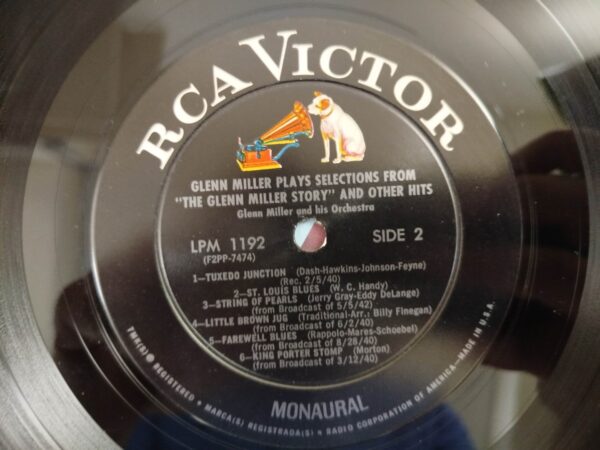 RCA VICTOR
GLENN MILLER PLAYS SELECTIONS FROM
"THE GLENN MILLER STORY" AND OTHER HITS
Glenn Miller and his Orchestra
LPM 1192
(F2PP-7474)
SIDE 2
1—TUXEDO JUNCTION (Dash-Hawkins-Johnson-Feyne)
(Rec. 2/5/40)
2—ST. LOUIS BLUES (W. C. Handy)
3—STRING OF PEARLS (Jerry Gray-Eddy DeLange)
(from Broadcast of 5/5/42)
4—LITTLE BROWN JUG (Traditional-Arr.: Billy Finegan)
(from Broadcast of 6/2/40)
5—FAREWELL BLUES (Rappolo-Mares-Schoebel)
(from Broadcast of 8/28/40)
6—KING PORTER STOMP (Morton)
(from Broadcast of 3/12/40)
MONAURAL
TMK(S) ® REGISTERED • MARCA(S) REGISTRADA(S) • RADIO CORPORATION OF AMERICA—MADE IN U.S.A.